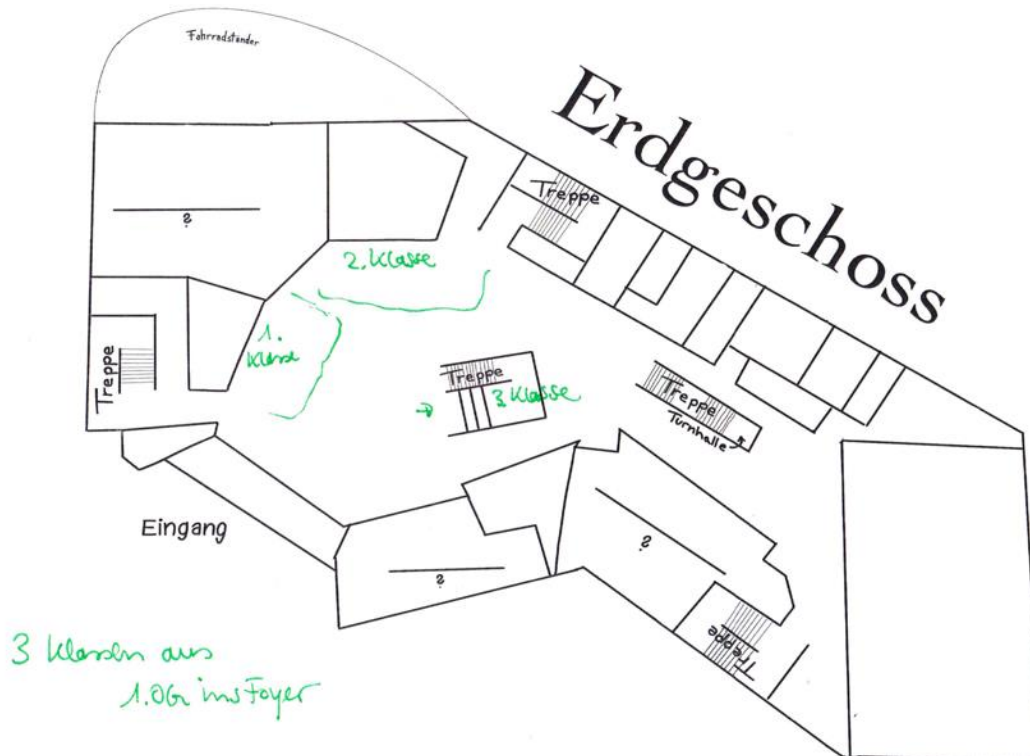 Fahrradständer
Erdgeschoss
Treppe
?
2. Klasse
1.
Klasse
Treppe
Treppe
3. Klasse
Treppe
Turnhalle
Eingang
?
?
Treppe
3 Klassen aus
1. OG ins Foyer